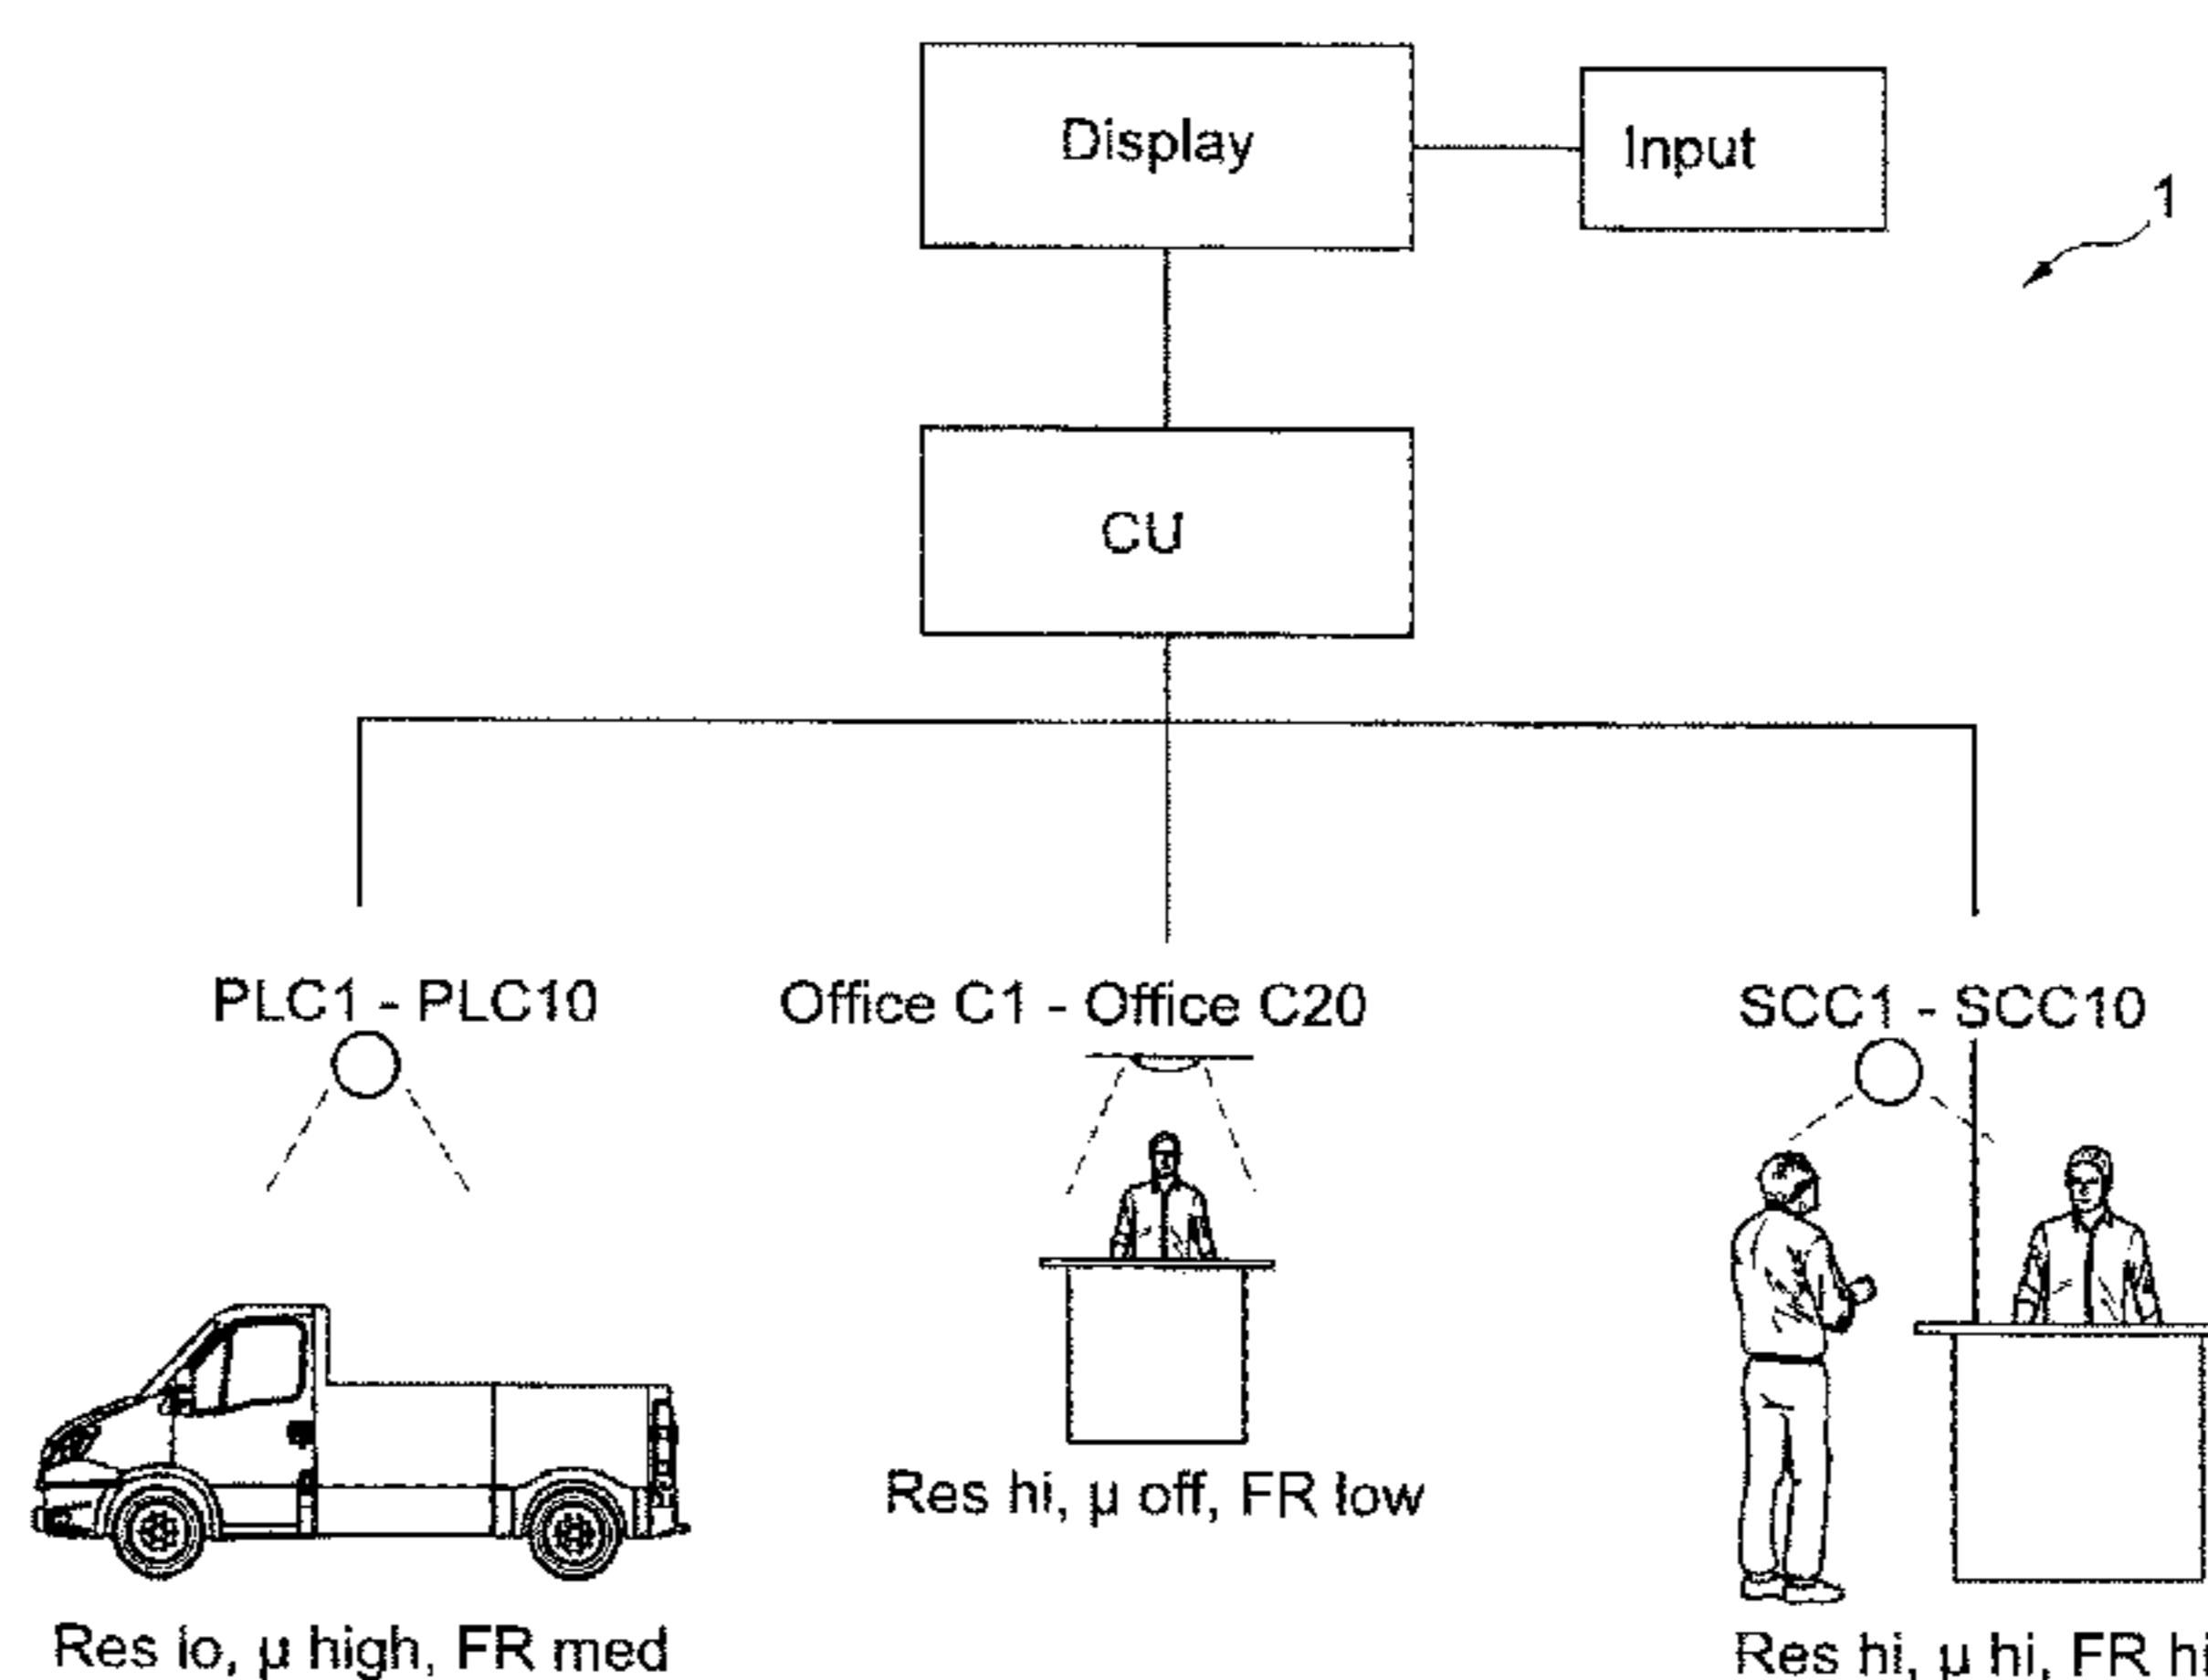 Display
Input
1
CU
PLC1 - PLC10
Office C1 - Office C20
SCC1 - SCC10
Res hi, µ off, FR low
Res lo, µ high, FR med
Res hi, µ hi, FR hi